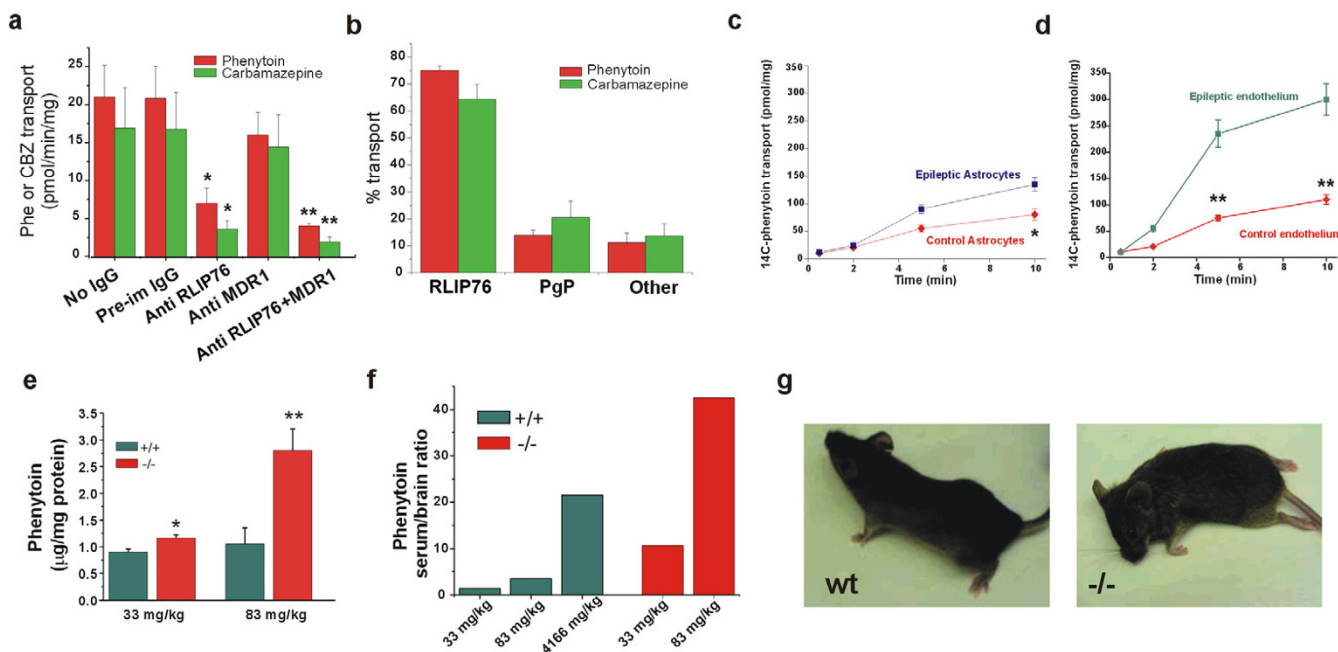 a
Phe or CBZ transport
(pmol/min/mg)
25
20
15
10
5
0
Phenytoin
Carbamazepine
*
*
**
**
No IgG
Pre-im IgG
Anti RLIP76
Anti MDR1
Anti RLIP76+MDR1
b
% transport
80
70
60
50
40
30
20
10
0
Phenytoin
Carbamazepine
RLIP76
PgP
Other
c
14C-phenytoin transport (pmol/mg)
350
300
250
200
150
100
50
0
Epileptic Astrocytes
Control Astrocytes
*
0
2
4
6
8
10
Time (min)
d
14C-phenytoin transport (pmol/mg)
350
300
250
200
150
100
50
0
Epileptic endothelium
**
**
Control endothelium
0
2
4
6
8
10
Time (min)
e
Phenytoin
(µg/mg protein)
3.5
3.0
2.5
2.0
1.5
1.0
0.5
0.0
+/+
-/-
*
**
33 mg/kg
83 mg/kg
f
Phenytoin
serum/brain ratio
40
30
20
10
0
+/+
-/-
33 mg/kg
83 mg/kg
4166 mg/kg
33 mg/kg
83 mg/kg
g
wt
-/-